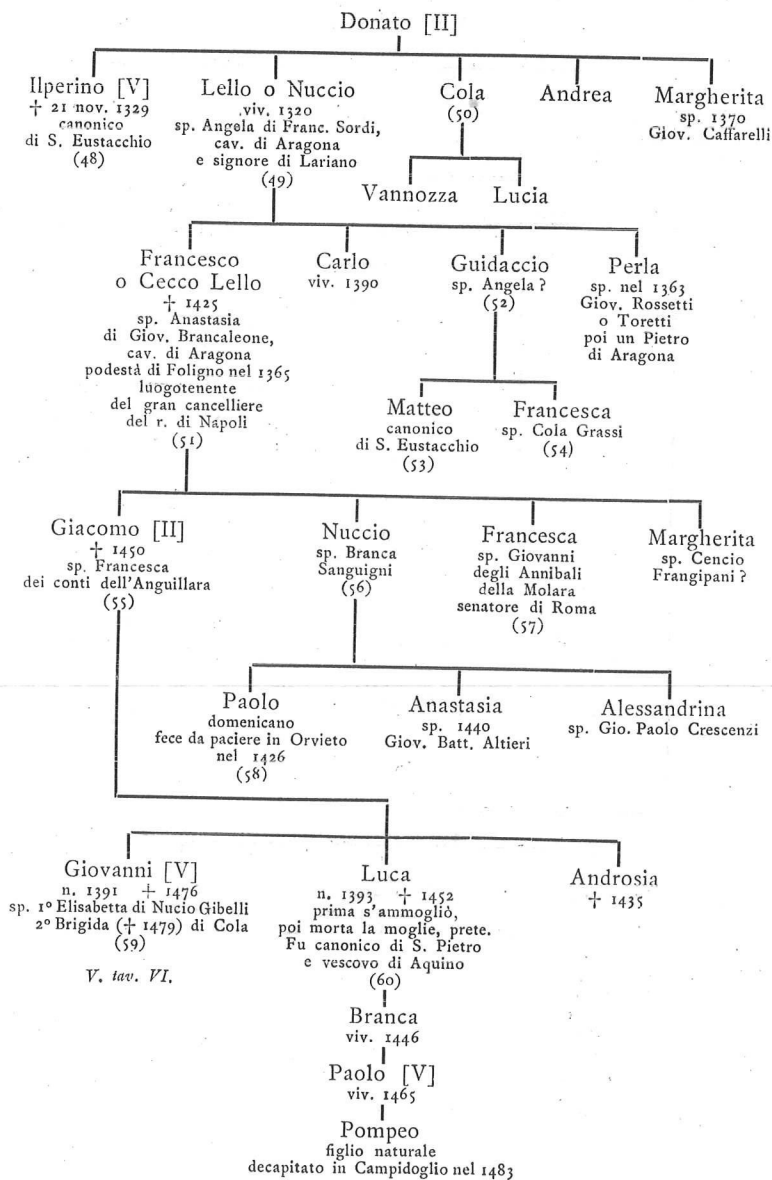 Donato [II]
Ilperino [V]
† 21 nov. 1329
canonico
di S. Eustacchio
(48)
Lello o Nuccio
viv. 1320
sp. Angela di Franc. Sordi,
cav. di Aragona
e signore di Lariano
(49)
Cola
(50)
Andrea
Margherita
sp. 1370
Giov. Caffarelli
Vannozza
Lucia
Francesco
o Cecco Lello
† 1425
sp. Anastasia
di Giov. Brancaleone,
cav. di Aragona
podestà di Foligno nel 1365
luogotenente
del gran cancelliere
del r. di Napoli
(51)
Carlo
viv. 1390
Guidaccio
sp. Angela ?
(52)
Perla
sp. nel 1363
Giov. Rossetti
o Toretti
poi un Pietro
di Aragona
Matteo
canonico
di S. Eustacchio
(53)
Francesca
sp. Cola Grassi
(54)
Giacomo [II]
† 1450
sp. Francesca
dei conti dell'Anguillara
(55)
Nuccio
sp. Branca
Sanguigni
(56)
Francesca
sp. Giovanni
degli Annibali
della Molara
senatore di Roma
(57)
Margherita
sp. Cencio
Frangipani ?
Paolo
domenicano
fece da paciere in Orvieto
nel 1426
(58)
Anastasia
sp. 1440
Giov. Batt. Altieri
Alessandrina
sp. Gio. Paolo Crescenzi
Giovanni [V]
n. 1391 † 1476
sp. 1º Elisabetta di Nucio Gibelli
2º Brigida († 1479) di Cola
(59)
V. tav. VI.
Luca
n. 1393 † 1452
prima s'ammogliò,
poi morta la moglie, prete.
Fu canonico di S. Pietro
e vescovo di Aquino
(60)
Androsia
† 1435
Branca
viv. 1446
Paolo [V]
viv. 1465
Pompeo
figlio naturale
decapitato in Campidoglio nel 1483